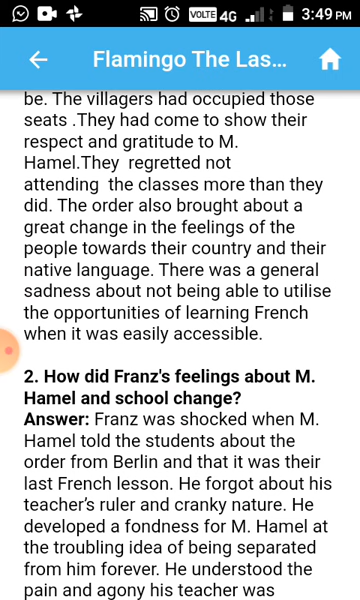 VOLTE 4G 3:49 PM
Flamingo The Las...
be. The villagers had occupied those
seats .They had come to show their
respect and gratitude to M.
Hamel.They regretted not
attending the classes more than they
did. The order also brought about a
great change in the feelings of the
people towards their country and their
native language. There was a general
sadness about not being able to utilise
the opportunities of learning French
when it was easily accessible.
2. How did Franz's feelings about M.
Hamel and school change?
Answer: Franz was shocked when M.
Hamel told the students about the
order from Berlin and that it was their
last French lesson. He forgot about his
teacher's ruler and cranky nature. He
developed a fondness for M. Hamel at
the troubling idea of being separated
from him forever. He understood the
pain and agony his teacher was